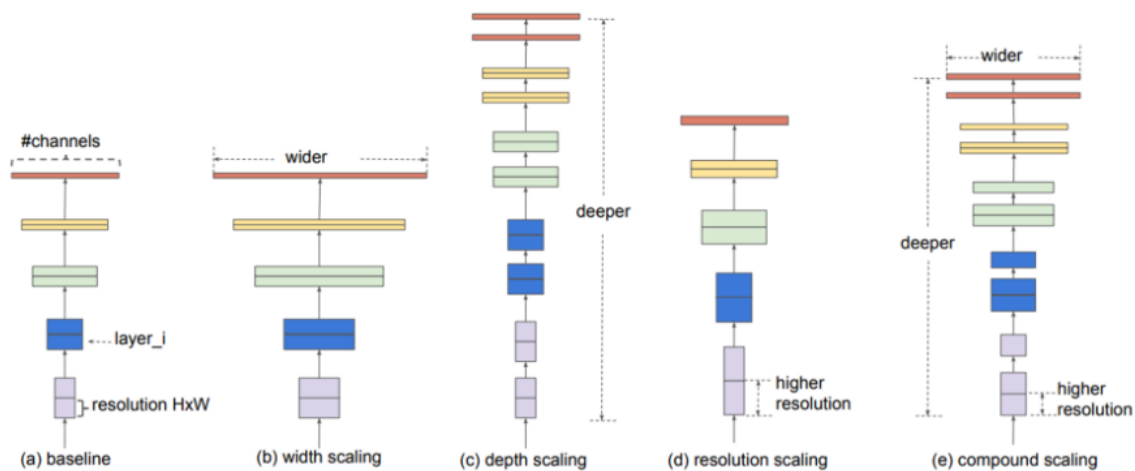 #channels
layer_i
resolution HxW
(a) baseline
wider
(b) width scaling
deeper
(c) depth scaling
higher
resolution
(d) resolution scaling
wider
deeper
higher
resolution
(e) compound scaling